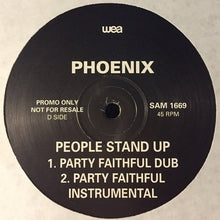 wea
PHOENIX
PROMO ONLY
NOT FOR RESALE
D SIDE
SAM 1669
45 RPM
PEOPLE STAND UP
1. PARTY FAITHFUL DUB
2. PARTY FAITHFUL
INSTRUMENTAL